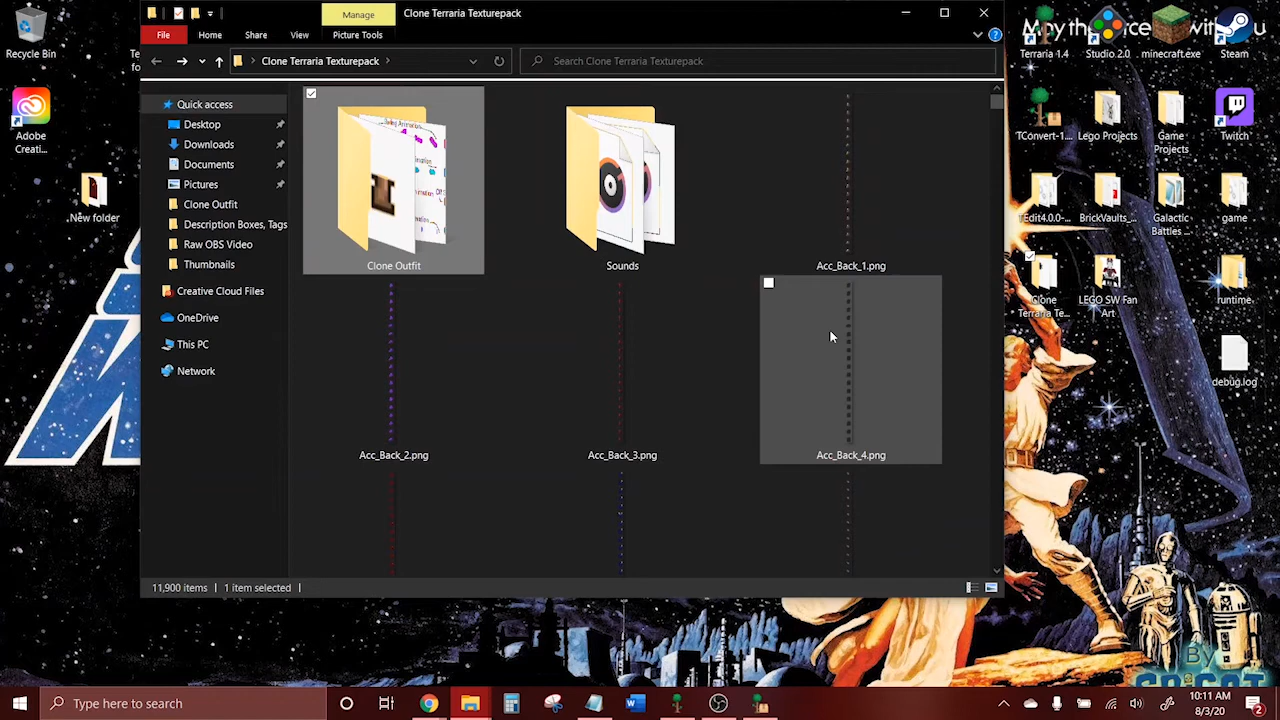 Manage
Clone Terraria Texturepack
File
Home
Share
View
Picture Tools
Clone Terraria Texturepack
Search Clone Terraria Texturepack
Quick access
Desktop
Downloads
Documents
Pictures
Clone Outfit
Description Boxes, Tags
Raw OBS Video
Thumbnails
Creative Cloud Files
OneDrive
This PC
Network
Clone Outfit
Sounds
Acc_Back_1.png
Acc_Back_2.png
Acc_Back_3.png
Acc_Back_4.png
11,900 items
1 item selected
Recycle Bin
Adobe
Creati...
New folder
Terraria 1.4
Studio 2.0
minecraft.exe
Steam
TConvert-1...
Lego Projects
Game
Projects
Twitch
TEdit4.0.0-...
BrickVaults_...
Galactic
Battles ...
game
Clone
Terraria Te...
LEGO SW Fan
Art
runtime
debug.log
By
Type here to search
10:11 AM
8/3/20
2